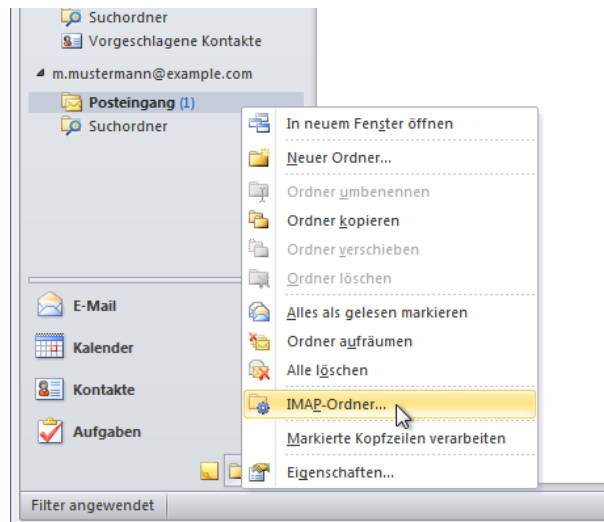 Suchordner
Vorgeschlagene Kontakte
m.mustermann@example.com
Posteingang (1)
Suchordner
In neuem Fenster öffnen
Neuer Ordner...
Ordner umbenennen
Ordner kopieren
Ordner verschieben
Ordner löschen
Alles als gelesen markieren
Ordner aufräumen
Alle löschen
IMAP-Ordner...
Markierte Kopfzeilen verarbeiten
Eigenschaften...
E-Mail
Kalender
Kontakte
Aufgaben
Filter angewendet